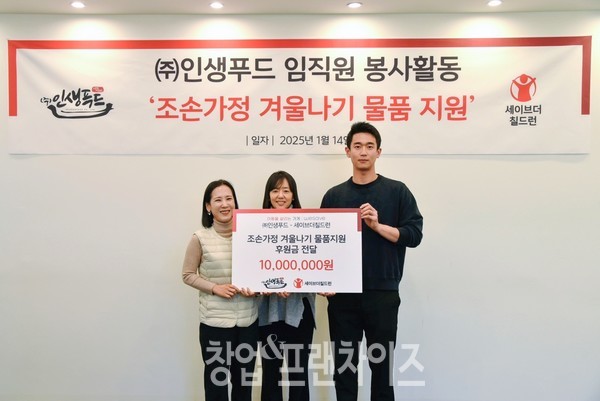 (주)인생푸드
㈜인생푸드 임직원 봉사활동
'조손가정 겨울나기 물품 지원'
| 일자 | 2025년 1월 14일
세이브더
칠드런
㈜인생푸드 - 세이브더칠드런
조손가정 겨울나기 물품지원
후원금 전달
10,000,000원
인생푸드
세이브더칠드런
창업&프랜차이즈